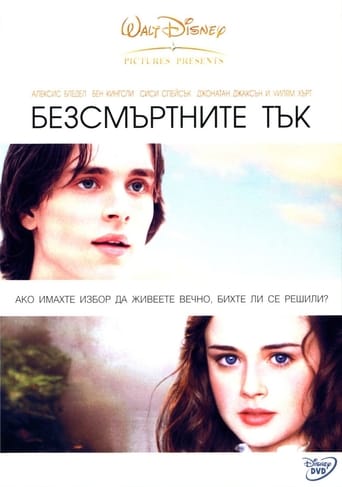 WALT DISNEY
PICTURES PRESENTS
АЛЕКСИС БЛЕДЕЛ БЕН КИНГСЛИ СИСИ СПЕЙСЪК ДЖОНАТАН ДЖАКСЪН И УИЛЯМ ХЪРТ
БЕЗСМЪРТНИТЕ ТЪК
АКО ИМАХТЕ ИЗБОР ДА ЖИВЕЕТЕ ВЕЧНО, БИХТЕ ЛИ СЕ РЕШИЛИ?
Disney
DVD